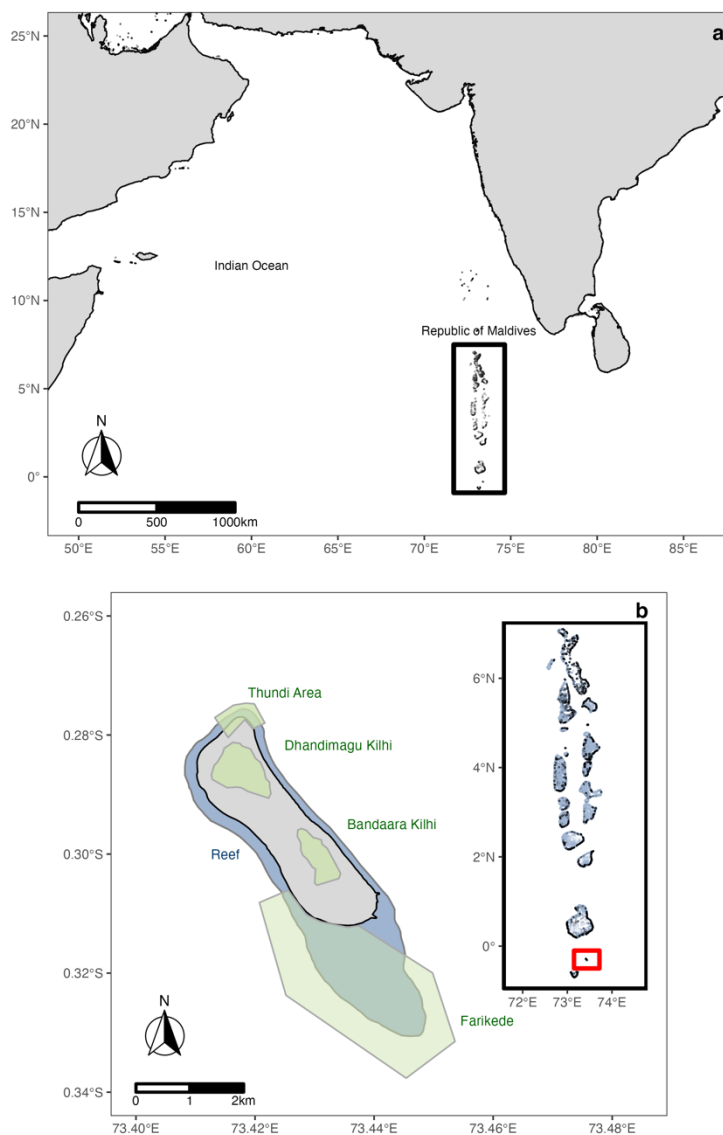 a
25°N
20°N
15°N
10°N
5°N
0°
Indian Ocean
Republic of Maldives
N
0 500 1000km
50°E 55°E 60°E 65°E 70°E 75°E 80°E 85°E
b
0.26°S
0.28°S
0.30°S
0.32°S
0.34°S
Thundi Area
Dhandimagu Kilhi
Bandaara Kilhi
Reef
Farikede
N
0 1 2km
73.40°E 73.42°E 73.44°E 73.46°E 73.48°E
6°N
4°N
2°N
0°
72°E 73°E 74°E